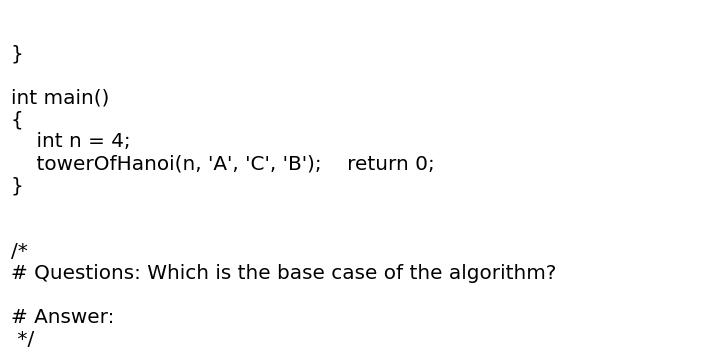 }
int main()
{
    int n = 4;
    towerOfHanoi(n, 'A', 'C', 'B');    return 0;
}
/*
# Questions: Which is the base case of the algorithm?
# Answer:
 */